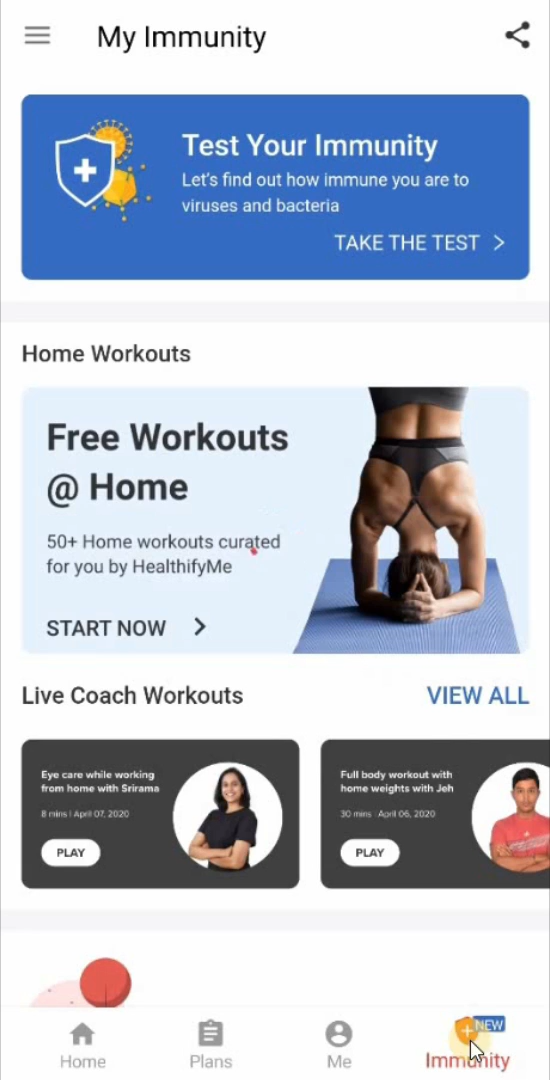 My Immunity
Test Your Immunity
Let's find out how immune you are to
viruses and bacteria
TAKE THE TEST
Home Workouts
Free Workouts
@ Home
50+ Home workouts curated
for you by HealthifyMe
START NOW
Live Coach Workouts
VIEW ALL
Eye care while working
from home with Srirama
8 mins | April 07, 2020
PLAY
Full body workout with
home weights with Jeh
30 mins | April 06, 2020
PLAY
NEW
Home
Plans
Me
Immunity